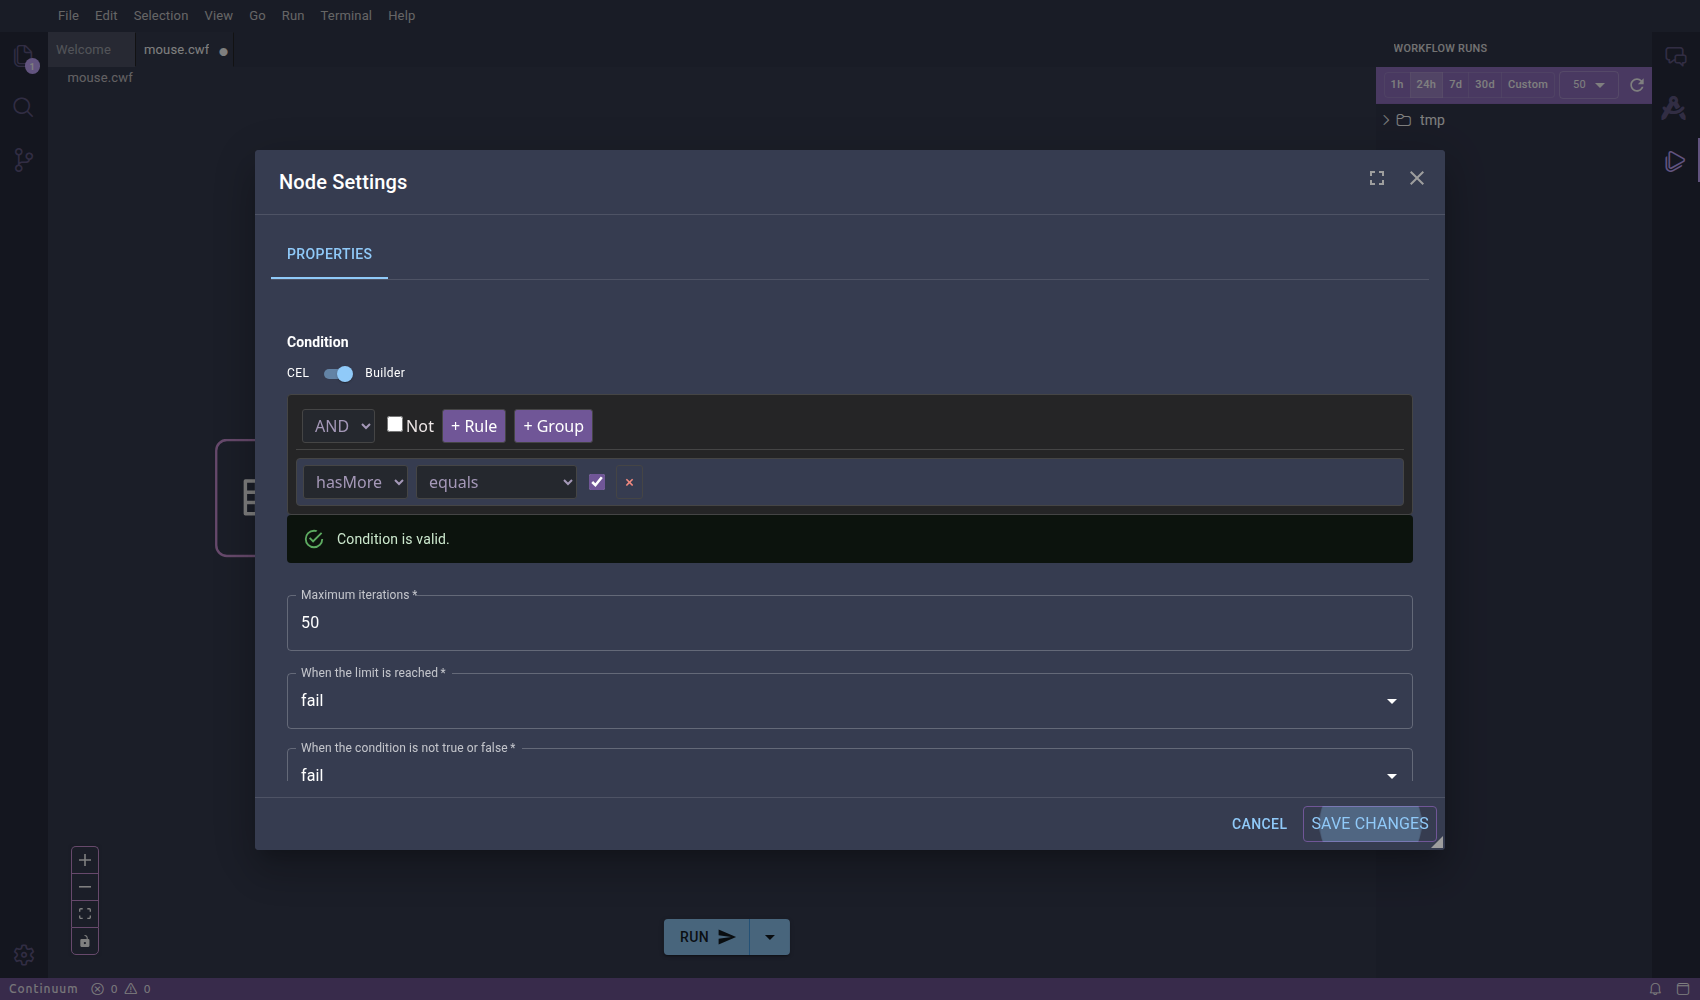 File Edit Selection View Go Run Terminal Help
Welcome mouse.cwf
1
mouse.cwf
WORKFLOW RUNS
1h 24h 7d 30d Custom 50
tmp
Node Settings
PROPERTIES
Condition
CEL Builder
AND Not + Rule + Group
hasMore equals
Condition is valid.
Maximum iterations *
50
When the limit is reached *
fail
When the condition is not true or false *
fail
CANCEL SAVE CHANGES
RUN
Continuum 0 0